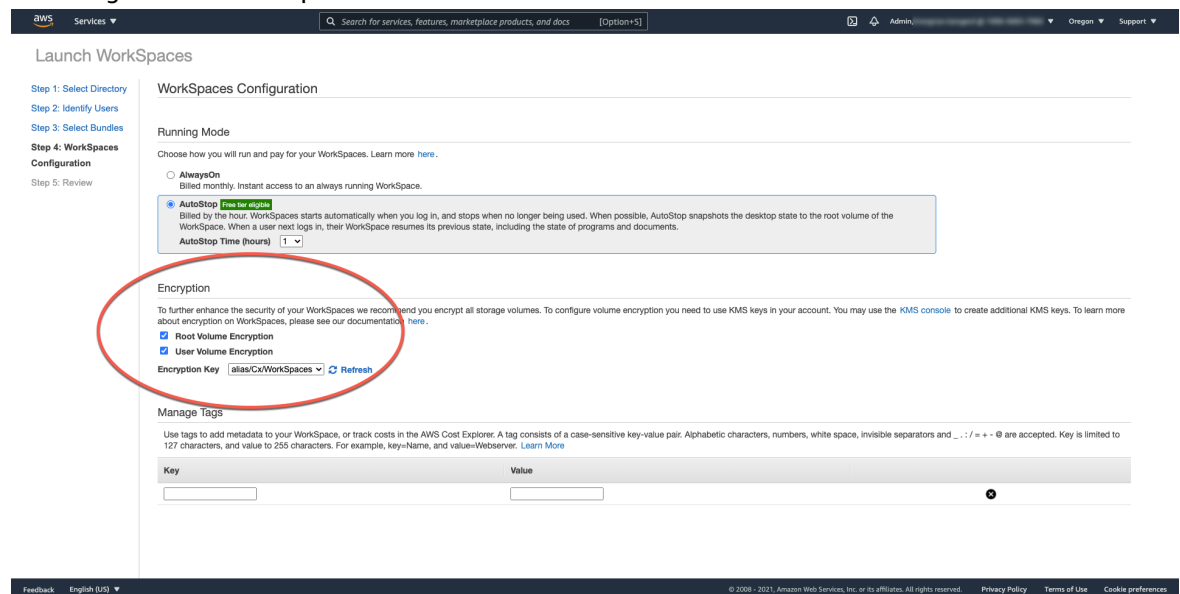 aws Services ▼ Search for services, features, marketplace products, and docs [Option+S] Admin, ▼ Oregon ▼ Support ▼
Launch WorkSpaces
Step 1: Select Directory
Step 2: Identify Users
Step 3: Select Bundles
Step 4: WorkSpaces
Configuration
Step 5: Review
WorkSpaces Configuration
Running Mode
Choose how you will run and pay for your WorkSpaces. Learn more here.
AlwaysOn
Billed monthly. Instant access to an always running WorkSpace.
AutoStop Free tier eligible
Billed by the hour. WorkSpaces starts automatically when you log in, and stops when no longer being used. When possible, AutoStop snapshots the desktop state to the root volume of the
WorkSpace. When a user next logs in, their WorkSpace resumes its previous state, including the state of programs and documents.
AutoStop Time (hours) 1
Encryption
To further enhance the security of your WorkSpaces we recommend you encrypt all storage volumes. To configure volume encryption you need to use KMS keys in your account. You may use the KMS console to create additional KMS keys. To learn more
about encryption on WorkSpaces, please see our documentation here.
Root Volume Encryption
User Volume Encryption
Encryption Key alias/Cx/WorkSpaces Refresh
Manage Tags
Use tags to add metadata to your WorkSpace, or track costs in the AWS Cost Explorer. A tag consists of a case-sensitive key-value pair. Alphabetic characters, numbers, white space, invisible separators and _ . : / = + - @ are accepted. Key is limited to
127 characters, and value to 255 characters. For example, key=Name, and value=Webserver. Learn More
Key Value
Feedback English (US) ▼ © 2008 - 2021, Amazon Web Services, Inc. or its affiliates. All rights reserved. Privacy Policy Terms of Use Cookie preferences